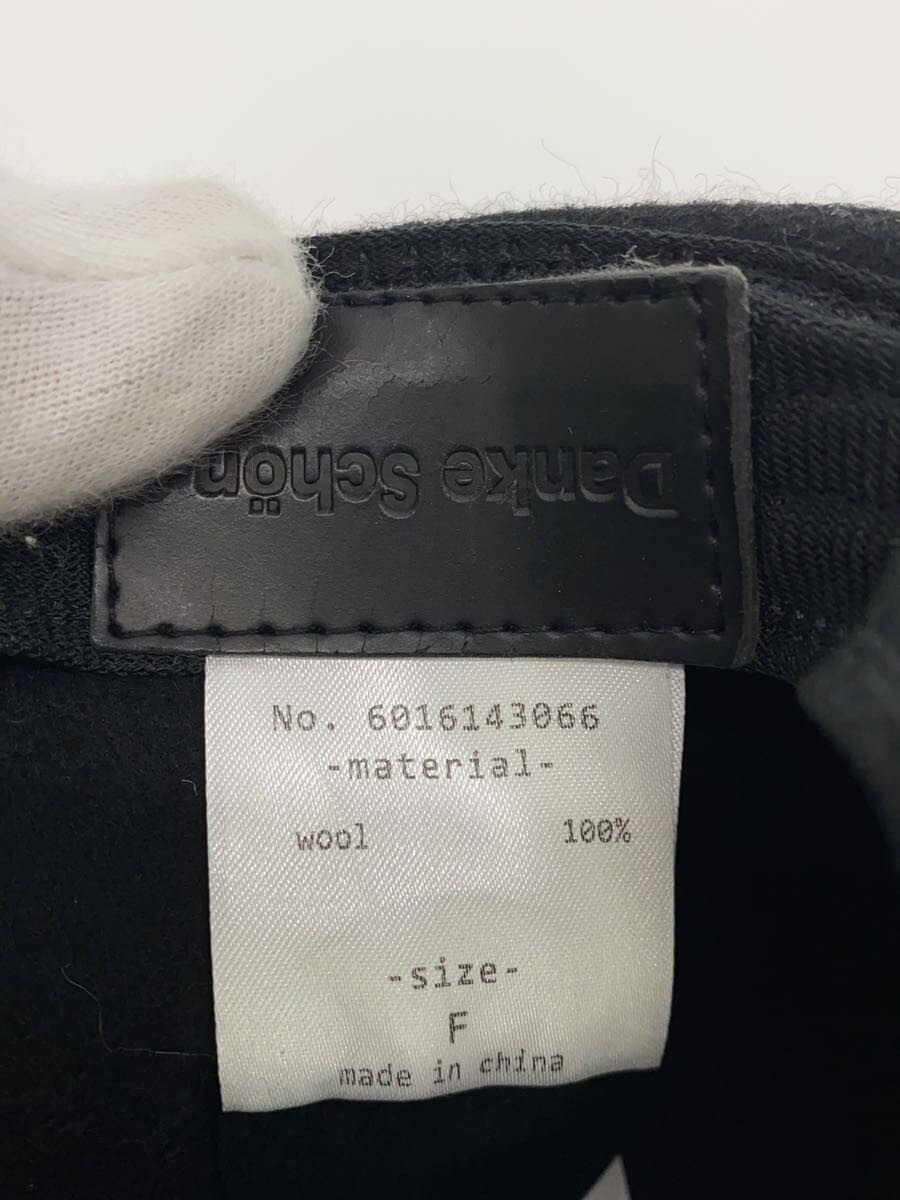 Danke Schön
No. 6016143066
-material-
wool 100%
-size-
F
made in china